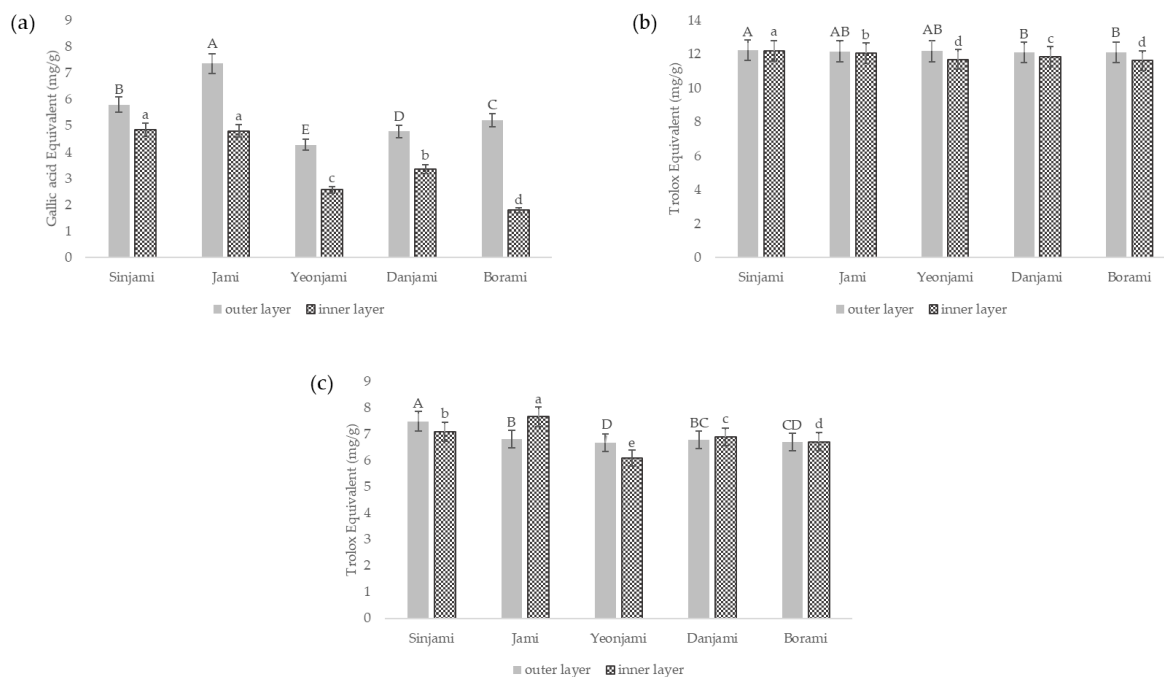 (a)
Gallic acid Equivalent (mg/g)
9
8
7
6
5
4
3
2
1
0
B a A a E c D b C d
Sinjami Jami Yeonjami Danjami Borami
outer layer inner layer
(b)
Trolox Equivalent (mg/g)
14
12
10
8
6
4
2
0
A a AB b AB d B c B d
Sinjami Jami Yeonjami Danjami Borami
outer layer inner layer
(c)
Trolox Equivalent (mg/g)
9
8
7
6
5
4
3
2
1
0
A b B a D e BC c CD d
Sinjami Jami Yeonjami Danjami Borami
outer layer inner layer